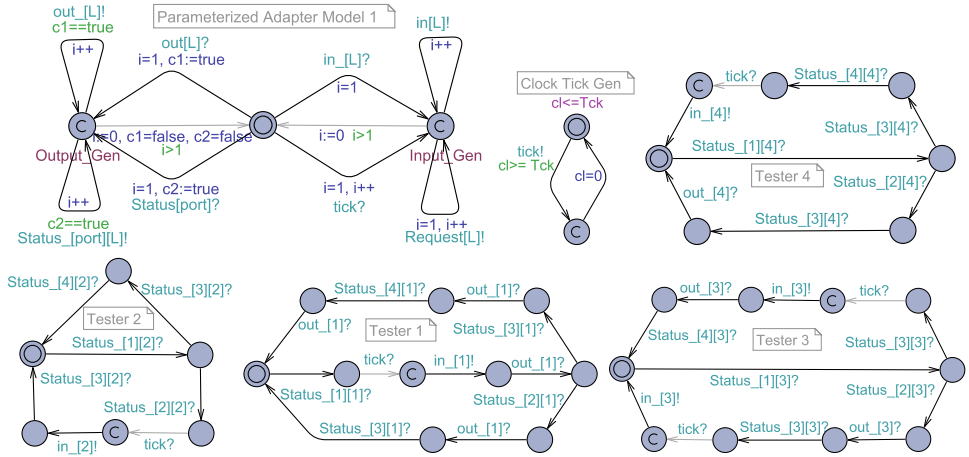 out_[L]!
c1==true
i++
Parameterized Adapter Model 1
out[L]?
i=1, c1:=true
in_[L]?
i=1
in[L]!
i++
C
i=0, c1=false, c2=false
i>1
Output_Gen
i:=0 i>1
C
Input_Gen
i++
c2==true
Status_[port][L]!
i=1, c2:=true
Status[port]?
i=1, i++
tick?
i=1, i++
Request[L]!
Clock Tick Gen
cl<=Tck
tick!
cl>= Tck
cl=0
C
C
tick?
Status_[4][4]?
in_[4]!
Status_[3][4]?
Status_[1][4]?
Tester 4
Status_[2][4]?
out_[4]?
Status_[3][4]?
Status_[4][2]?
Status_[3][2]?
Tester 2
Status_[1][2]?
Status_[3][2]?
Status_[2][2]?
C
in_[2]!
tick?
Status_[4][1]?
out_[1]?
out_[1]?
Tester 1
Status_[3][1]?
tick?
in_[1]!
out_[1]?
C
Status_[1][1]?
Status_[2][1]?
Status_[3][1]?
out_[1]?
out_[3]?
in_[3]!
C
tick?
Status_[4][3]?
Tester 3
Status_[3][3]?
Status_[1][3]?
Status_[2][3]?
in_[3]!
C
tick?
Status_[3][3]?
out_[3]?